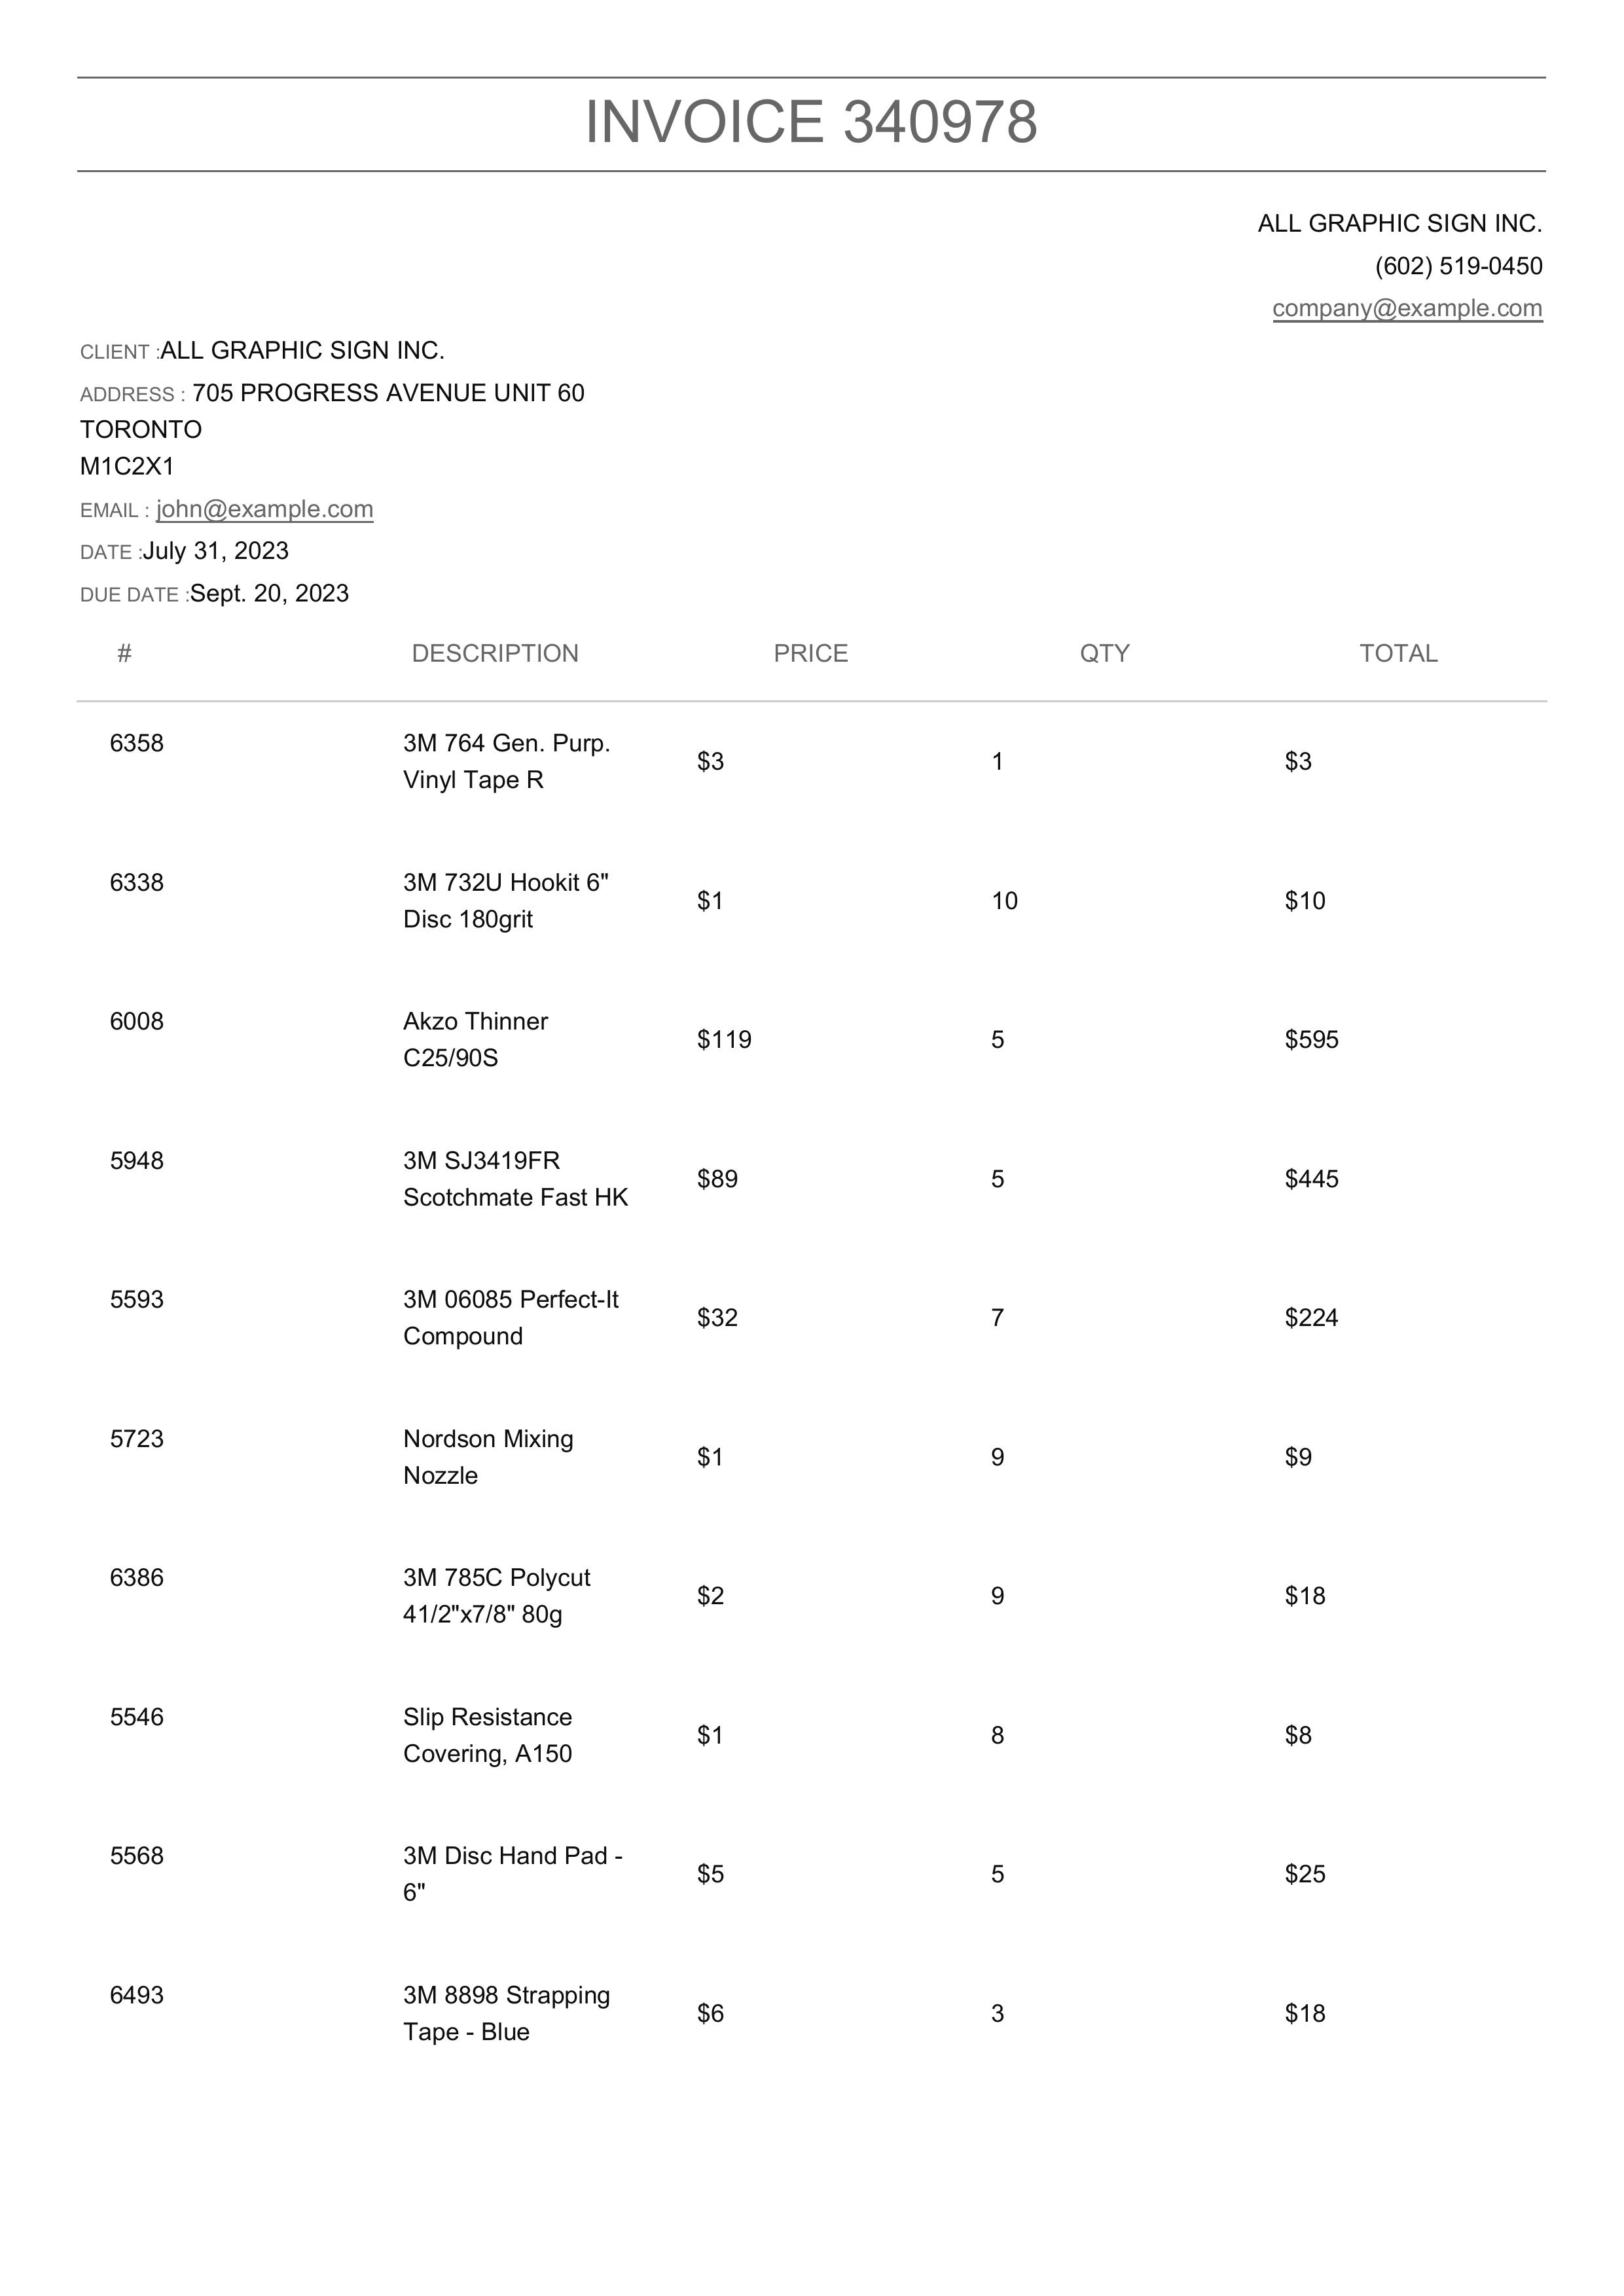 INVOICE 340978
ALL GRAPHIC SIGN INC.
(602) 519-0450
company@example.com
CLIENT :ALL GRAPHIC SIGN INC.
ADDRESS : 705 PROGRESS AVENUE UNIT 60
TORONTO
M1C2X1
EMAIL : john@example.com
DATE :July 31, 2023
DUE DATE :Sept. 20, 2023
# DESCRIPTION PRICE QTY TOTAL
6358 3M 764 Gen. Purp.
Vinyl Tape R
$3 1 $3
6338 3M 732U Hookit 6"
Disc 180grit
$1 10 $10
6008 Akzo Thinner
C25/90S
$119 5 $595
5948 3M SJ3419FR
Scotchmate Fast HK
$89 5 $445
5593 3M 06085 Perfect-It
Compound
$32 7 $224
5723 Nordson Mixing
Nozzle
$1 9 $9
6386 3M 785C Polycut
41/2"x7/8" 80g
$2 9 $18
5546 Slip Resistance
Covering, A150
$1 8 $8
5568 3M Disc Hand Pad -
6"
$5 5 $25
6493 3M 8898 Strapping
Tape - Blue
$6 3 $18